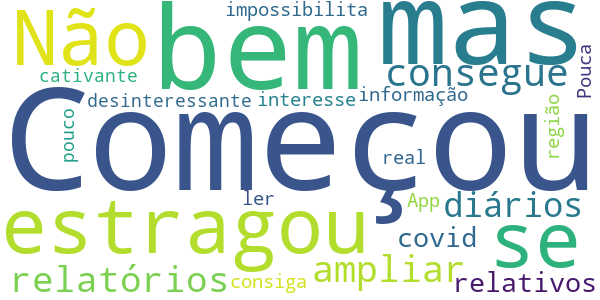 Não bem mas impossibilita
cativante consegue Pouca
desinteressante interesse informação
Começou
pouco real região
ler App diários
estragou covid se
relatórios consiga ampliar relativos